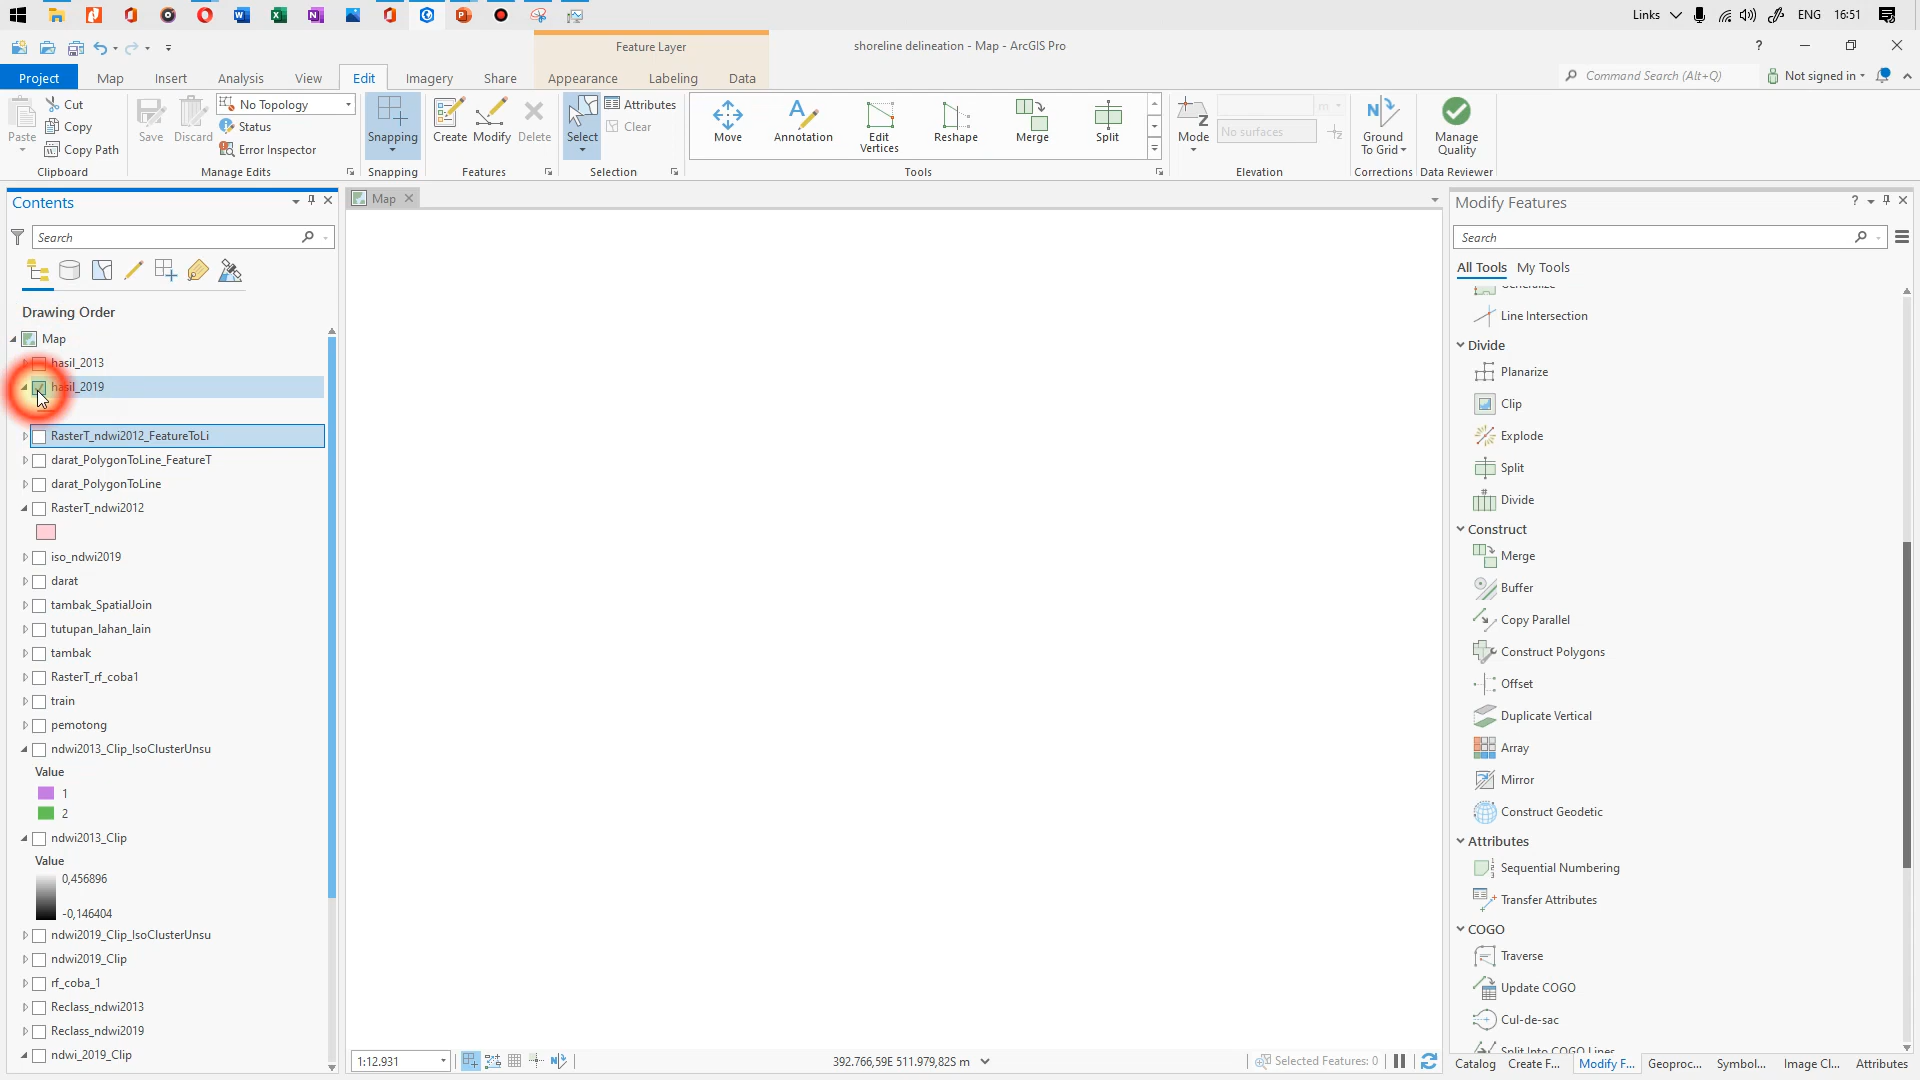 Links ENG 16:51
Feature Layer
shoreline delineation - Map - ArcGIS Pro
?
Project Map Insert Analysis View Edit Imagery Share Appearance Labeling Data
Command Search (Alt+Q) Not signed in
Paste Cut Copy Copy Path
Clipboard
Save Discard No Topology Status Error Inspector
Manage Edits
Snapping
Snapping
Create Modify Delete
Features
Select Attributes Clear
Selection
Move Annotation Edit Vertices Reshape Merge Split
Tools
Mode m No surfaces
Elevation
Ground To Grid
Corrections
Manage Quality
Data Reviewer
Contents
Search
Drawing Order
Map
hasil_2013
hasil_2019
RasterT_ndwi2012_FeatureToLi
darat_PolygonToLine_FeatureT
darat_PolygonToLine
RasterT_ndwi2012
iso_ndwi2019
darat
tambak_SpatialJoin
tutupan_lahan_lain
tambak
RasterT_rf_coba1
train
pemotong
ndwi2013_Clip_IsoClusterUnsu
Value
1
2
ndwi2013_Clip
Value
0,456896
-0,146404
ndwi2019_Clip_IsoClusterUnsu
ndwi2019_Clip
rf_coba_1
Reclass_ndwi2013
Reclass_ndwi2019
ndwi_2019_Clip
Map
1:12.931
392.766,59E 511.979,82S m
Selected Features: 0
Modify Features
?
Search
All Tools My Tools
Generalize
Line Intersection
Divide
Planarize
Clip
Explode
Split
Divide
Construct
Merge
Buffer
Copy Parallel
Construct Polygons
Offset
Duplicate Vertical
Array
Mirror
Construct Geodetic
Attributes
Sequential Numbering
Transfer Attributes
COGO
Traverse
Update COGO
Cul-de-sac
Split Into COGO Lines
Catalog Create F... Modify F... Geoproc... Symbol... Image Cl... Attributes